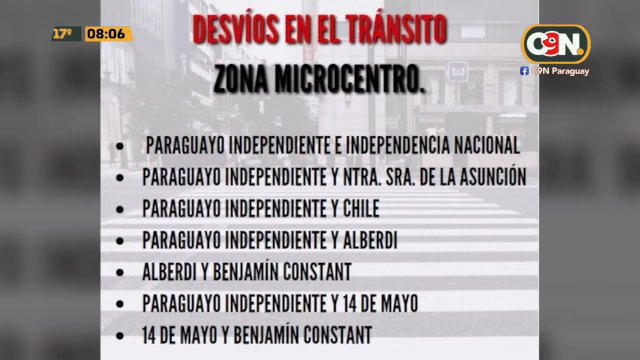 17°
08:06
C9N.
C9N Paraguay
DESVÍOS EN EL TRÁNSITO
ZONA MICROCENTRO.
• PARAGUAYO INDEPENDIENTE E INDEPENDENCIA NACIONAL
• PARAGUAYO INDEPENDIENTE Y NTRA. SRA. DE LA ASUNCIÓN
• PARAGUAYO INDEPENDIENTE Y CHILE
• PARAGUAYO INDEPENDIENTE Y ALBERDI
• ALBERDI Y BENJAMÍN CONSTANT
• PARAGUAYO INDEPENDIENTE Y 14 DE MAYO
• 14 DE MAYO Y BENJAMÍN CONSTANT